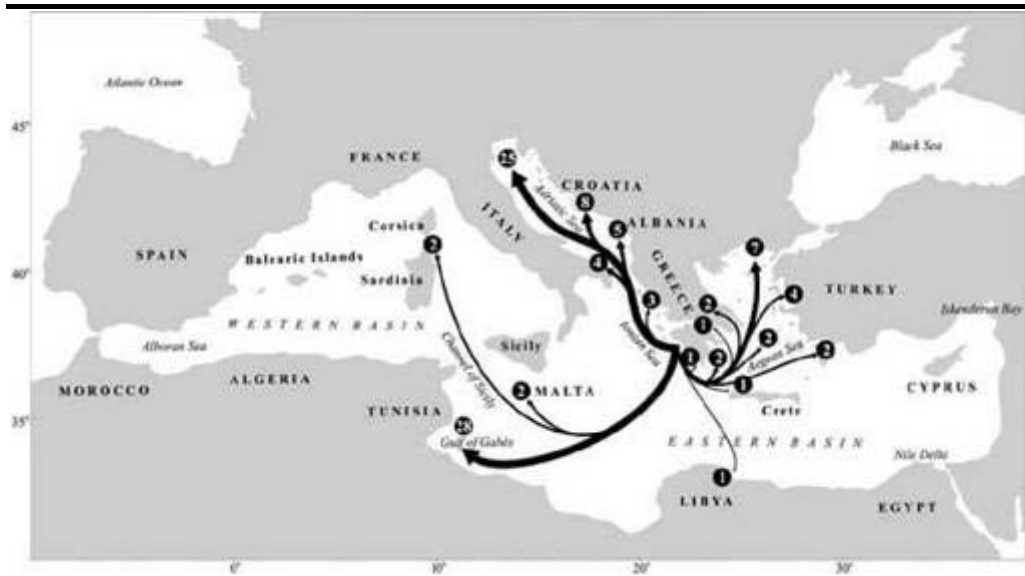 Atlantic Ocean
45°
Black Sea
FRANCE
25
CROATIA
8
Adriatic Sea
ALBANIA
5
ITALY
Corsica
2
7
SPAIN
Balearic Islands
4
GREECE
40°
Sardinia
3
2
4
TURKEY
Iskenderun Bay
WESTERN BASIN
1
Alboran Sea
Sicily
Ionian Sea
2
Aegean Sea
2
Channel of Sicily
1
2
MOROCCO
ALGERIA
2
MALTA
1
CYPRUS
TUNISIA
Crete
35°
28
Gulf of Gabès
EASTERN BASIN
Nile Delta
1
LIBYA
EGYPT
0°
10°
20°
30°